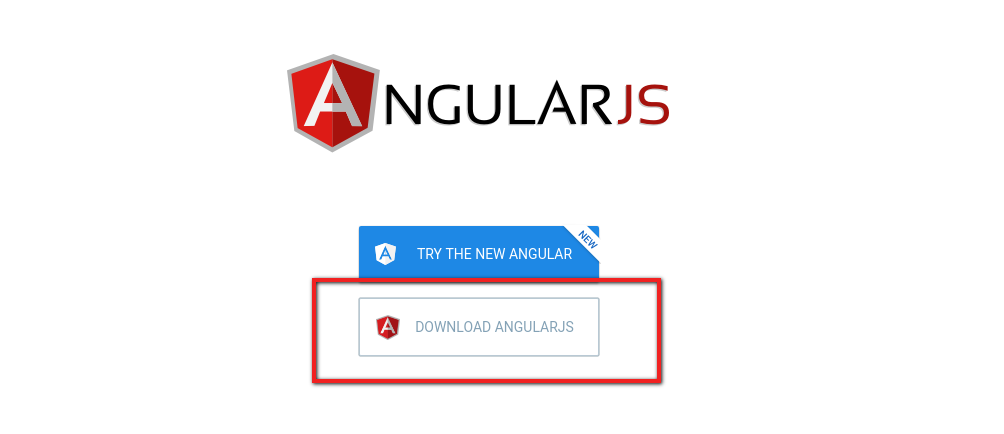 ANGULARJS
NEW
TRY THE NEW ANGULAR
DOWNLOAD ANGULARJS